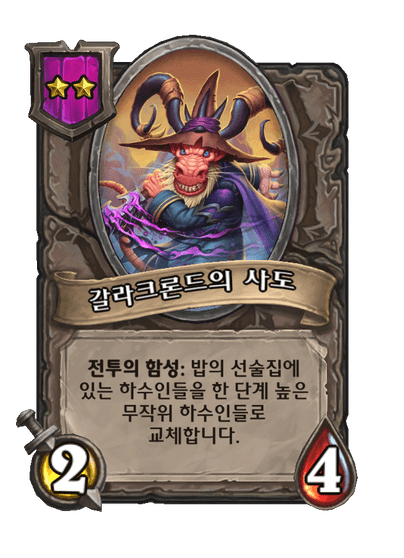 갈라크론드의 사도
전투의 함성: 밥의 선술집에
있는 하수인들을 한 단계 높은
무작위 하수인들로
교체합니다.
2
4